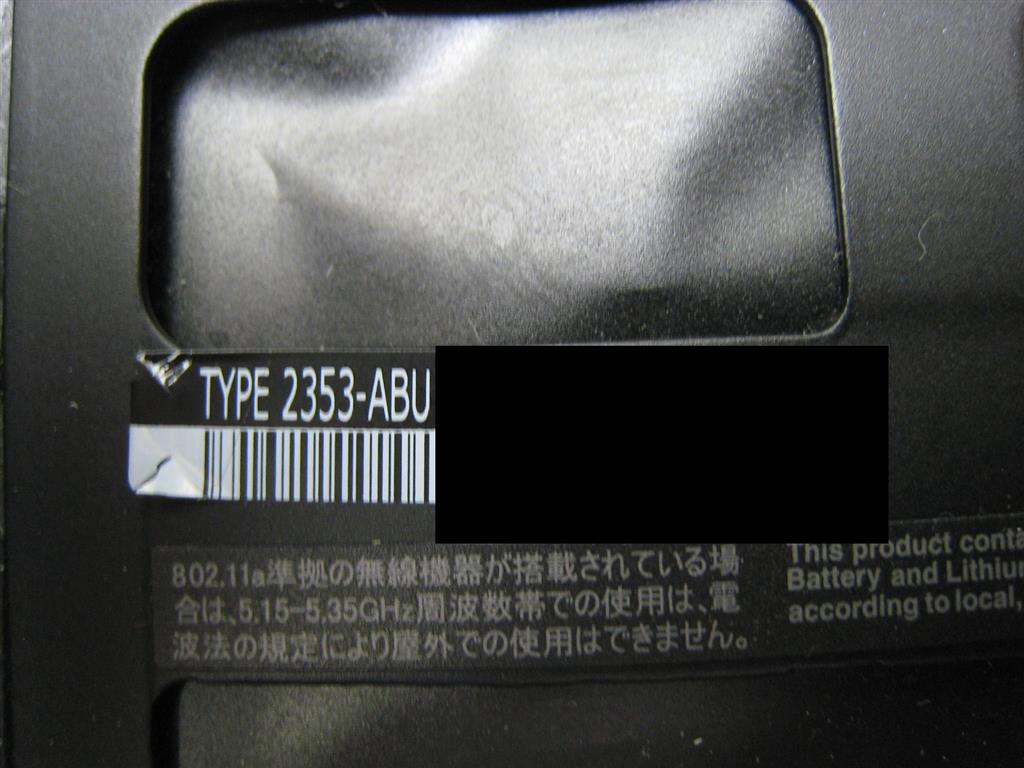 TYPE 2353-ABU
802.11a準拠の無線機器が搭載されている場
合は、5.15-5.35GHz周波数帯での使用は、電
波法の規定により屋外での使用はできません。
This product conta
Battery and Lithiu
according to local,